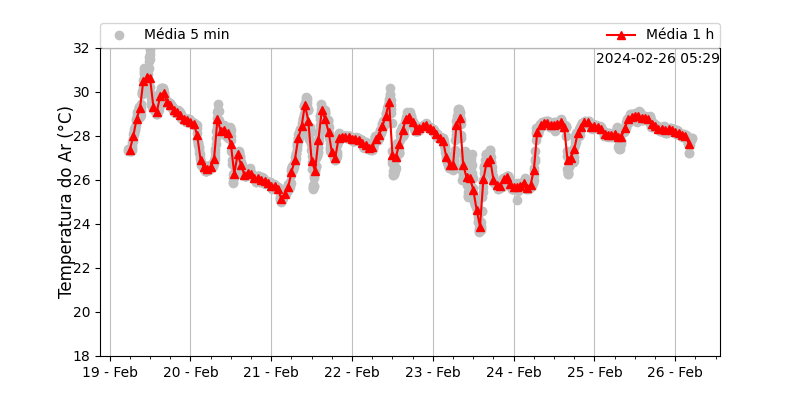 Média 5 min
Média 1 h
2024-02-26 05:29
Temperatura do Ar (°C)
32
30
28
26
24
22
20
18
19 - Feb
20 - Feb
21 - Feb
22 - Feb
23 - Feb
24 - Feb
25 - Feb
26 - Feb